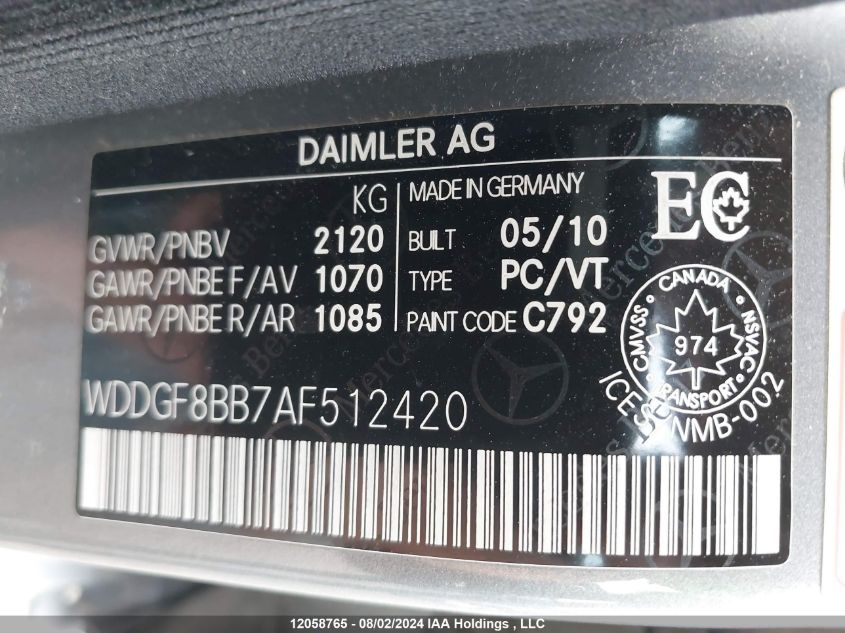 DAIMLER AG
KG
GVWR/PNBV 2120
GAWR/PNBE F/AV 1070
GAWR/PNBE R/AR 1085
MADE IN GERMANY
BUILT 05/10
TYPE PC/VT
PAINT CODE C792
EC
CANADA
CMVSS NSVAC
974
TRANSPORT
NMB-002
WDDGF8BB7AF512420
12058765 - 08/02/2024 IAA Holdings , LLC